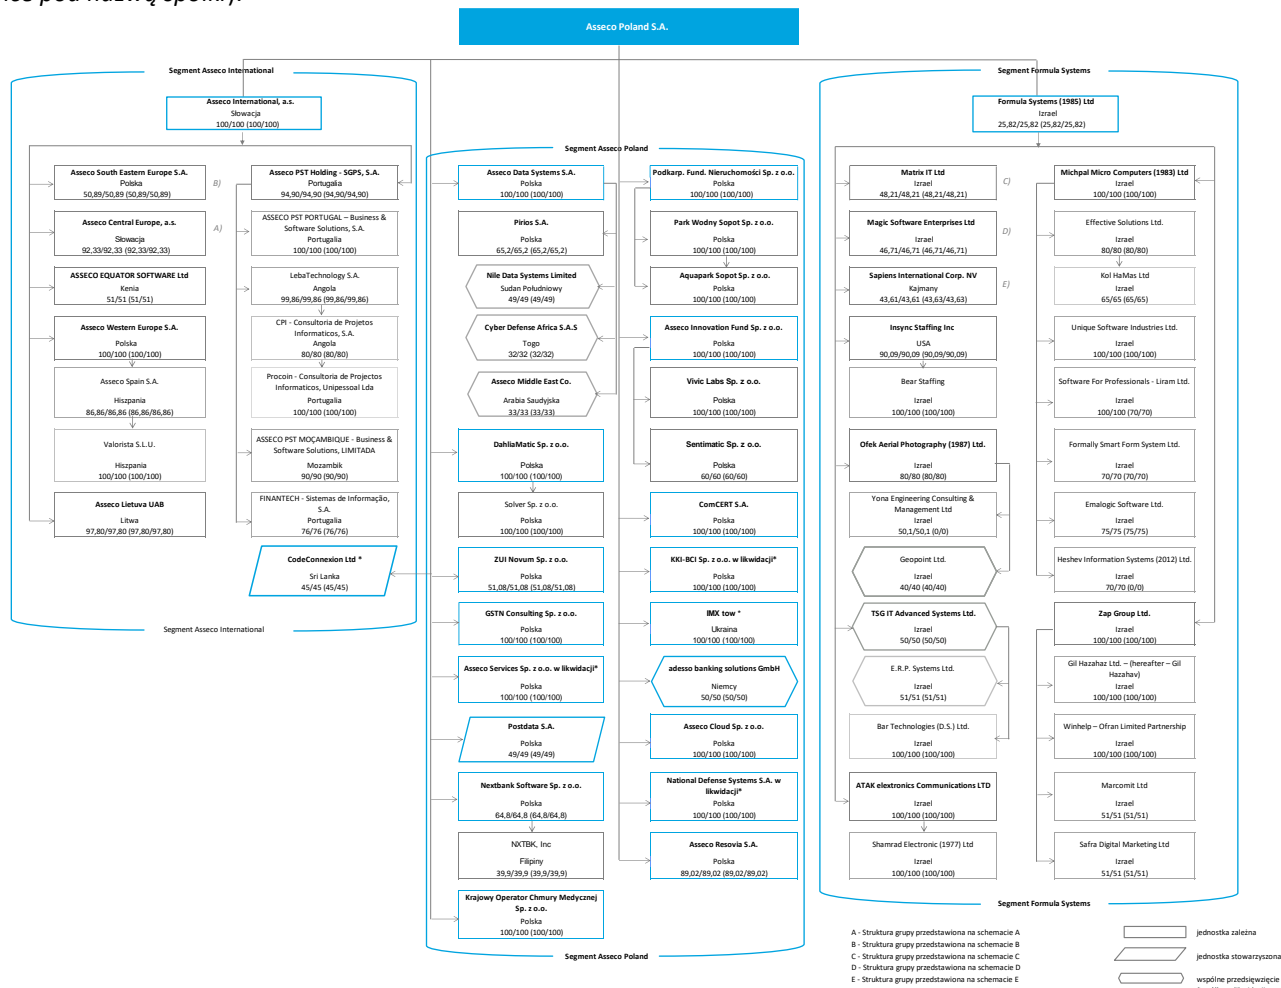 Asseco Poland S.A.
Segment Asseco International
Asseco International, a.s.
Słowacja
100/100 (100/100)
Asseco South Eastern Europe S.A.
Polska
50,89/50,89 (50,89/50,89)
B)
Asseco Central Europe, a.s.
Słowacja
92,33/92,33 (92,33/92,33)
A)
ASSECO EQUATOR SOFTWARE Ltd
Kenia
51/51 (51/51)
Asseco Western Europe S.A.
Polska
100/100 (100/100)
Asseco Spain S.A.
Hiszpania
86,86/86,86 (86,86/86,86)
Valorista S.L.U.
Hiszpania
100/100 (100/100)
Asseco Lietuva UAB
Litwa
97,80/97,80 (97,80/97,80)
Asseco PST Holding - SGPS, S.A.
Portugalia
94,90/94,90 (94,90/94,90)
ASSECO PST PORTUGAL – Business &
Software Solutions, S.A.
Portugalia
100/100 (100/100)
LebaTechnology S.A.
Angola
99,86/99,86 (99,86/99,86)
CPI - Consultoria de Projetos
Informaticos, S.A.
Angola
80/80 (80/80)
Procoin - Consultoria de Projetos
Informaticos, Unipessoal Lda
Portugalia
100/100 (100/100)
ASSECO PST MOÇAMBIQUE - Business &
Software Solutions, LIMITADA
Mozambik
90/90 (90/90)
FINANTECH - Sistemas de Informação,
S.A.
Portugalia
76/76 (76/76)
CodeConnexion Ltd *
Sri Lanka
45/45 (45/45)
Segment Asseco International
Segment Asseco Poland
Asseco Data Systems S.A.
Polska
100/100 (100/100)
Pirios S.A.
Polska
65,2/65,2 (65,2/65,2)
Nile Data Systems Limited
Sudan Południowy
49/49 (49/49)
Cyber Defense Africa S.A.S
Togo
32/32 (32/32)
Asseco Middle East Co.
Arabia Saudyjska
33/33 (33/33)
DahliaMatic Sp. z o.o.
Polska
100/100 (100/100)
Solver Sp. z o.o.
Polska
100/100 (100/100)
ZUI Novum Sp. z o.o.
Polska
51,08/51,08 (51,08/51,08)
GSTN Consulting Sp. z o.o.
Polska
100/100 (100/100)
Asseco Services Sp. z o.o. w likwidacji*
Polska
100/100 (100/100)
Postdata S.A.
Polska
49/49 (49/49)
Nextbank Software Sp. z o.o.
Polska
64,8/64,8 (64,8/64,8)
NXTBK, Inc
Filipiny
39,9/39,9 (39,9/39,9)
Krajowy Operator Chmury Medycznej
Sp. z o.o.
Polska
100/100 (100/100)
Podkarp. Fund. Nieruchomości Sp. z o.o.
Polska
100/100 (100/100)
Park Wodny Sopot Sp. z o.o.
Polska
100/100 (100/100)
Aquapark Sopot Sp. z o.o.
Polska
100/100 (100/100)
Asseco Innovation Fund Sp. z o.o.
Polska
100/100 (100/100)
Vivic Labs Sp. z o.o.
Polska
100/100 (100/100)
Sentimatic Sp. z o.o.
Polska
60/60 (60/60)
ComCERT S.A.
Polska
100/100 (100/100)
KKI-BCI Sp. z o.o. w likwidacji*
Polska
100/100 (100/100)
IMX tow *
Ukraina
100/100 (100/100)
adesso banking solutions GmbH
Niemcy
50/50 (50/50)
Asseco Cloud Sp. z o.o.
Polska
100/100 (100/100)
National Defense Systems S.A. w
likwidacji*
Polska
100/100 (100/100)
Asseco Resovia S.A.
Polska
89,02/89,02 (89,02/89,02)
Segment Asseco Poland
Segment Formula Systems
Formula Systems (1985) Ltd
Izrael
25,82/25,82 (25,82/25,82)
Matrix IT Ltd
Izrael
48,21/48,21 (48,21/48,21)
C)
Magic Software Enterprises Ltd
Izrael
46,71/46,71 (46,71/46,71)
D)
Sapiens International Corp. NV
Kajmany
43,61/43,61 (43,63/43,63)
E)
Insync Staffing Inc
USA
90,09/90,09 (90,09/90,09)
Bear Staffing
Izrael
100/100 (100/100)
Ofek Aerial Photography (1987) Ltd.
Izrael
80/80 (80/80)
Yona Engineering Consulting &
Management Ltd
Izrael
50,1/50,1 (0/0)
Geopoint Ltd.
Izrael
40/40 (40/40)
TSG IT Advanced Systems Ltd.
Izrael
50/50 (50/50)
E.R.P. Systems Ltd.
Izrael
51/51 (51/51)
Bar Technologies (D.S.) Ltd.
Izrael
100/100 (100/100)
ATAK elextronics Communications LTD
Izrael
100/100 (100/100)
Shamrad Electronic (1977) Ltd
Izrael
100/100 (100/100)
Michpal Micro Computers (1983) Ltd
Izrael
100/100 (100/100)
Effective Solutions Ltd.
Izrael
80/80 (80/80)
Kol HaMas Ltd
Izrael
65/65 (65/65)
Unique Software Industries Ltd.
Izrael
100/100 (100/100)
Software For Professionals - Liram Ltd.
Izrael
100/100 (70/70)
Formally Smart Form System Ltd.
Izrael
70/70 (70/70)
Emalogic Software Ltd.
Izrael
75/75 (75/75)
Heshev Information Systems (2012) Ltd.
Izrael
70/70 (0/0)
Zap Group Ltd.
Izrael
100/100 (100/100)
Gil Hazahaz Ltd. – (hereafter – Gil
Hazahav)
Izrael
100/100 (100/100)
Winhelp – Ofran Limited Partnership
Izrael
100/100 (100/100)
Marcomit Ltd
Izrael
51/51 (51/51)
Safra Digital Marketing Ltd
Izrael
51/51 (51/51)
Segment Formula Systems
A - Struktura grupy przedstawiona na schemacie A
B - Struktura grupy przedstawiona na schemacie B
C - Struktura grupy przedstawiona na schemacie C
D - Struktura grupy przedstawiona na schemacie D
E - Struktura grupy przedstawiona na schemacie E
jednostka zależna
jednostka stowarzyszona
wspólne przedsięwzięcie